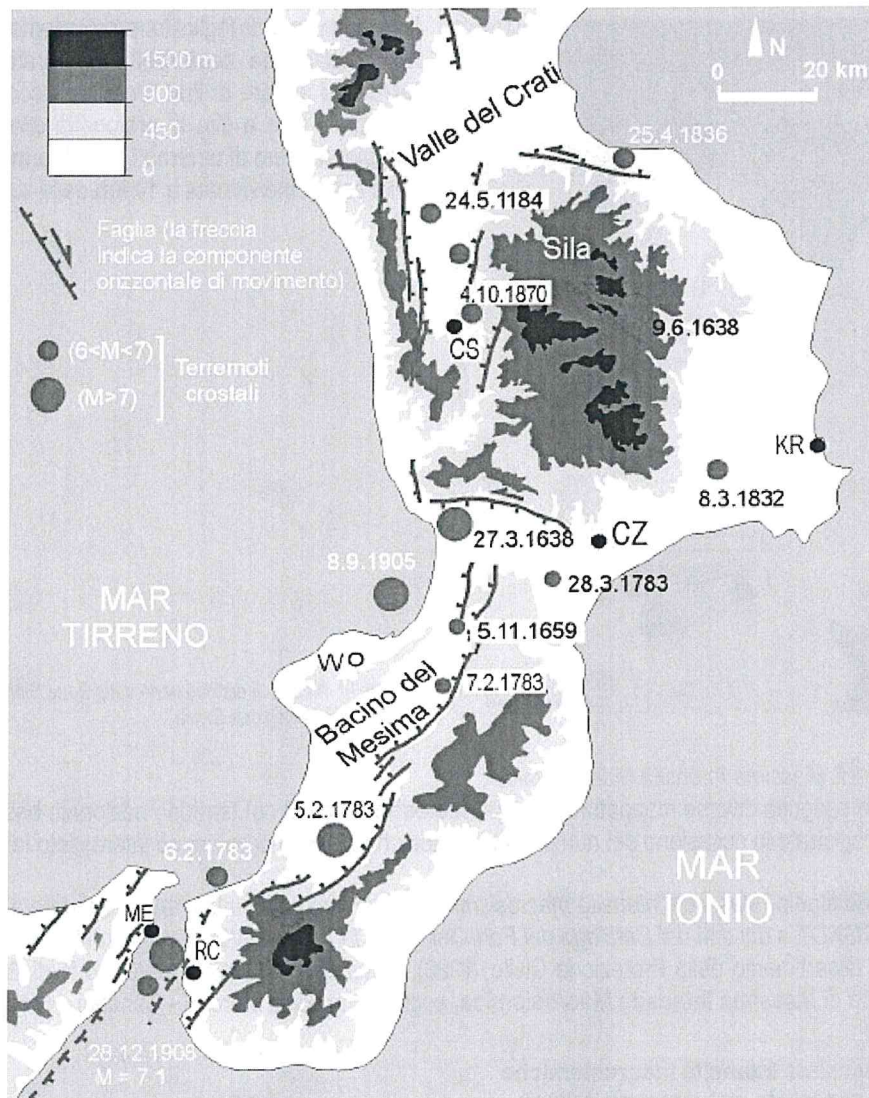 1500 m
900
450
0
N
0 20 km
Valle del Crati
25.4.1836
24.5.1184
Faglia (la freccia
indica la componente
orizzontale di movimento)
Sila
4.10.1870
9.6.1638
CS
(6<M<7)
Terremoti
crostali
(M>7)
KR
8.3.1832
27.3.1638
CZ
8.9.1905
28.3.1783
MAR
TIRRENO
5.11.1659
7.2.1783
Bacino del
Mesima
5.2.1783
6.2.1783
MAR
IONIO
ME
RC
28.12.1908
M = 7.1